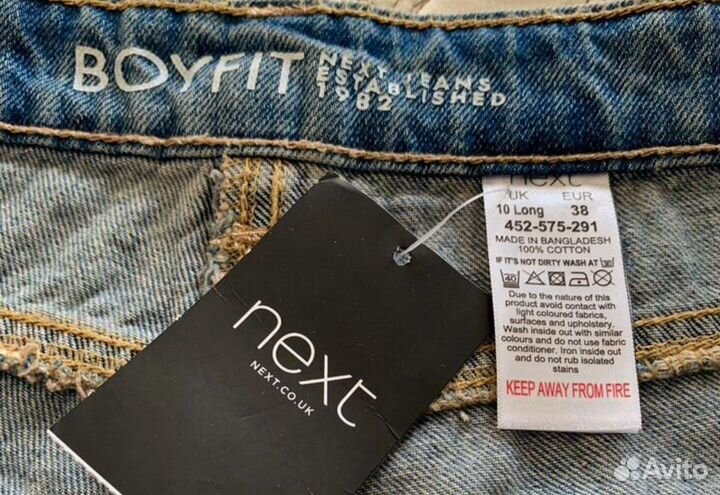 BOYFIT
NEXT JEANS
ESTABLISHED
1982
next
NEXT.CO.UK
next
UK EUR
10 Long 38
452-575-291
MADE IN BANGLADESH
100% COTTON
IF IT'S NOT DIRTY WASH AT 30
40
Due to the nature of this
product avoid contact with
light coloured fabrics,
surfaces and upholstery.
Wash inside out with similar
colours and do not use fabric
conditioner. Iron inside out
and do not rub isolated
stains
KEEP AWAY FROM FIRE
Avito